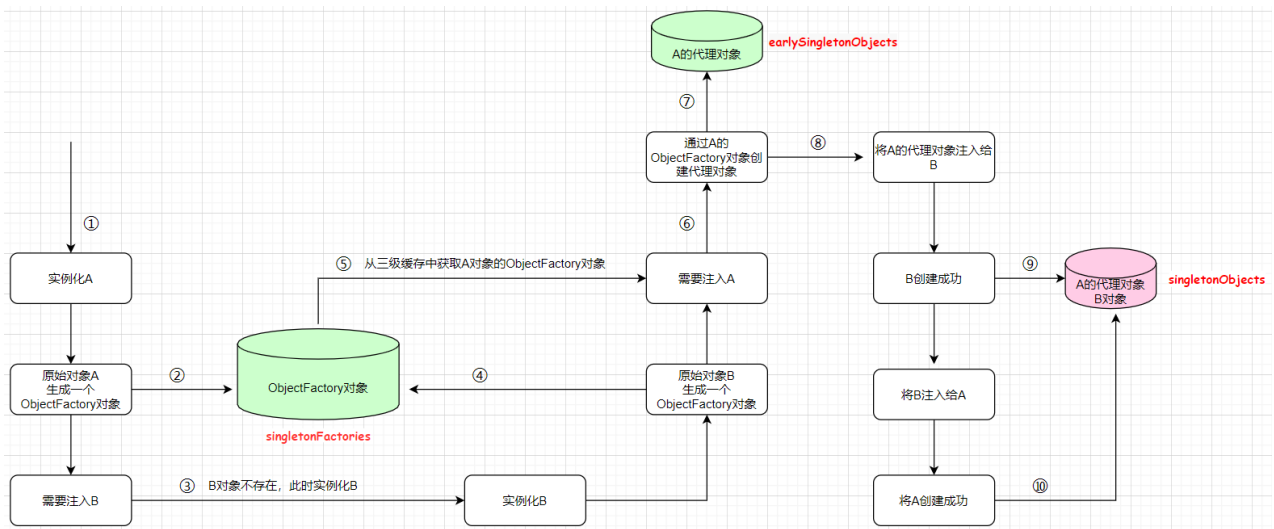 A的代理对象
earlySingletonObjects
⑦
通过A的
ObjectFactory对象创
建代理对象
⑧
将A的代理对象注入给
B
①
⑥
实例化A
⑤ 从三级缓存中获取A对象的ObjectFactory对象
需要注入A
B创建成功
⑨
A的代理对象
B对象
singletonObjects
原始对象A
生成一个
ObjectFactory对象
②
ObjectFactory对象
singletonFactories
④
原始对象B
生成一个
ObjectFactory对象
将B注入给A
需要注入B
③ B对象不存在，此时实例化B
实例化B
将A创建成功
⑩